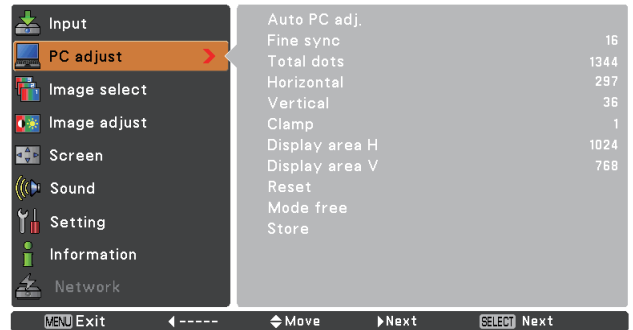 Input
PC adjust
Image select
Image adjust
Screen
Sound
Setting
Information
Network
Auto PC adj.
Fine sync 16
Total dots 1344
Horizontal 297
Vertical 36
Clamp 1
Display area H 1024
Display area V 768
Reset
Mode free
Store
MENU Exit ----- Move Next SELECT Next